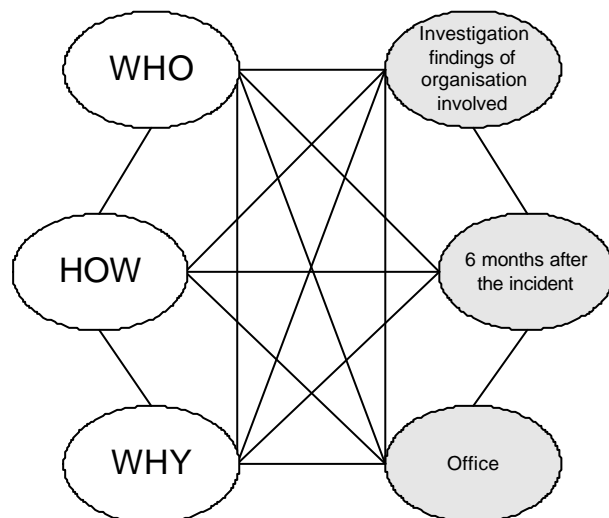 WHO
Investigation
findings of
organisation
involved
HOW
6 months after
the incident
WHY
Office